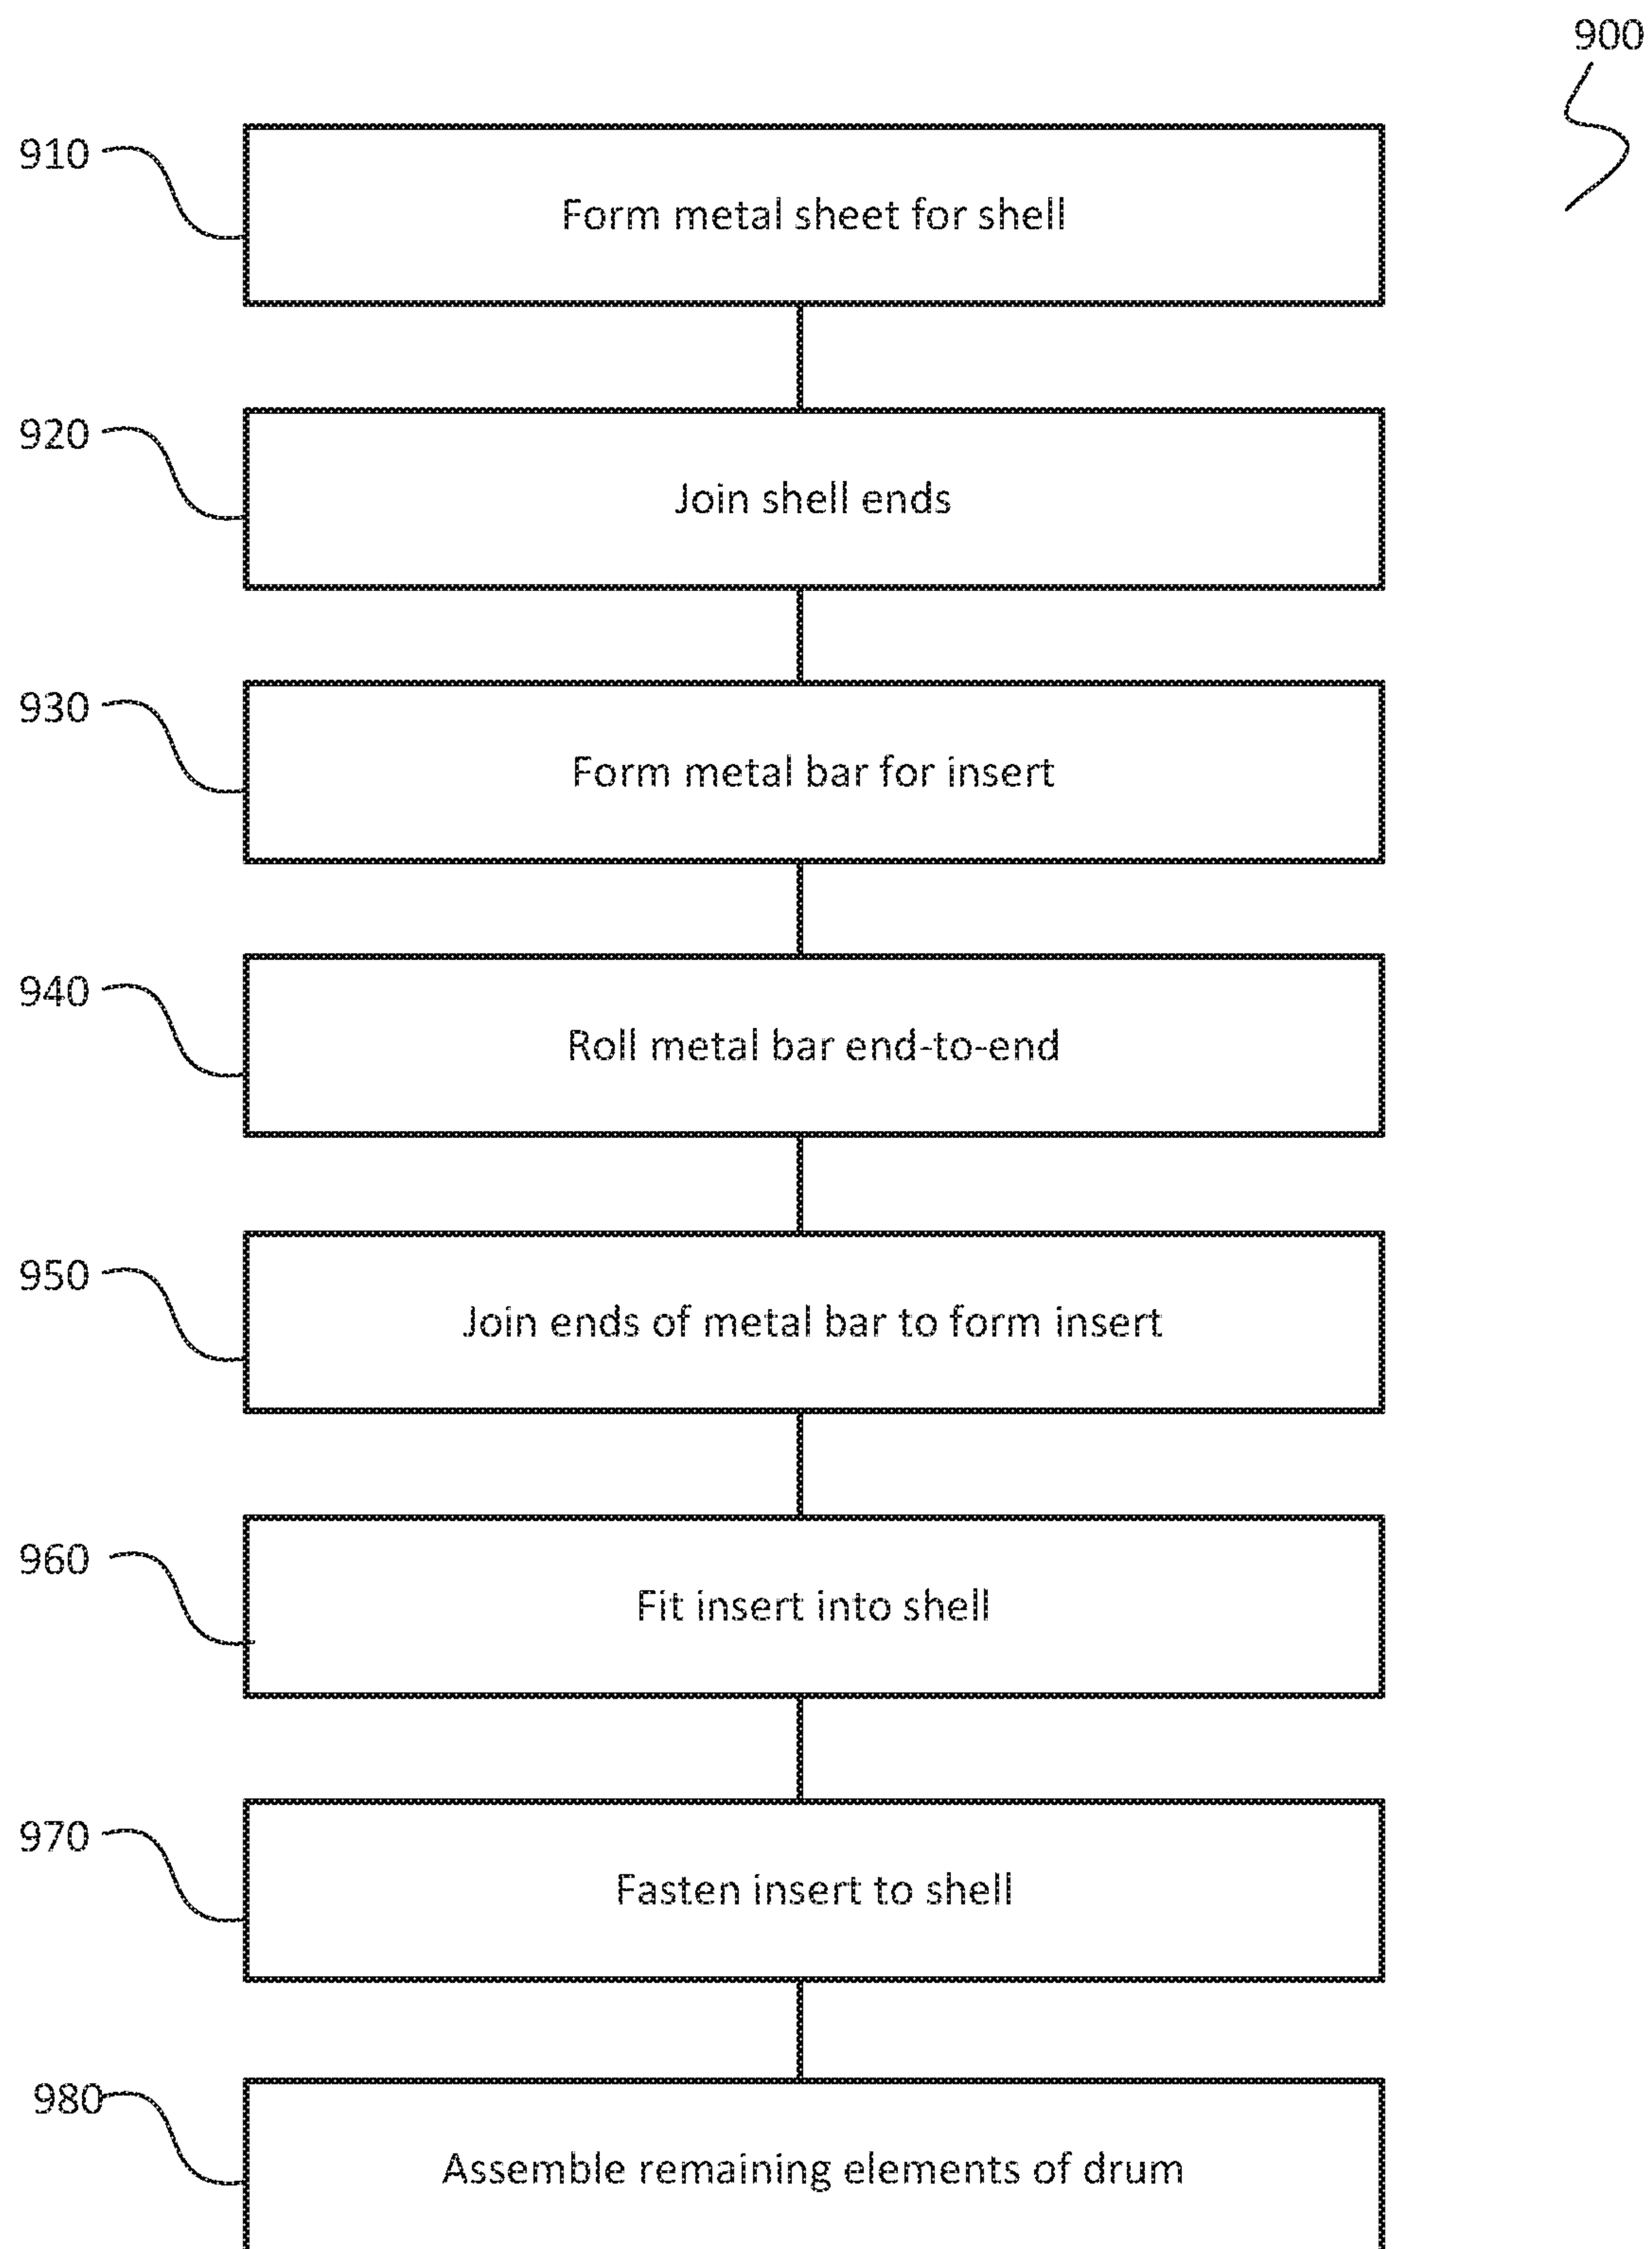 900
910
Form metal sheet for shell
920
Join shell ends
930
Form metal bar for insert
940
Roll metal bar end-to-end
950
Join ends of metal bar to form insert
960
Fit insert into shell
970
Fasten insert to shell
980
Assemble remaining elements of drum